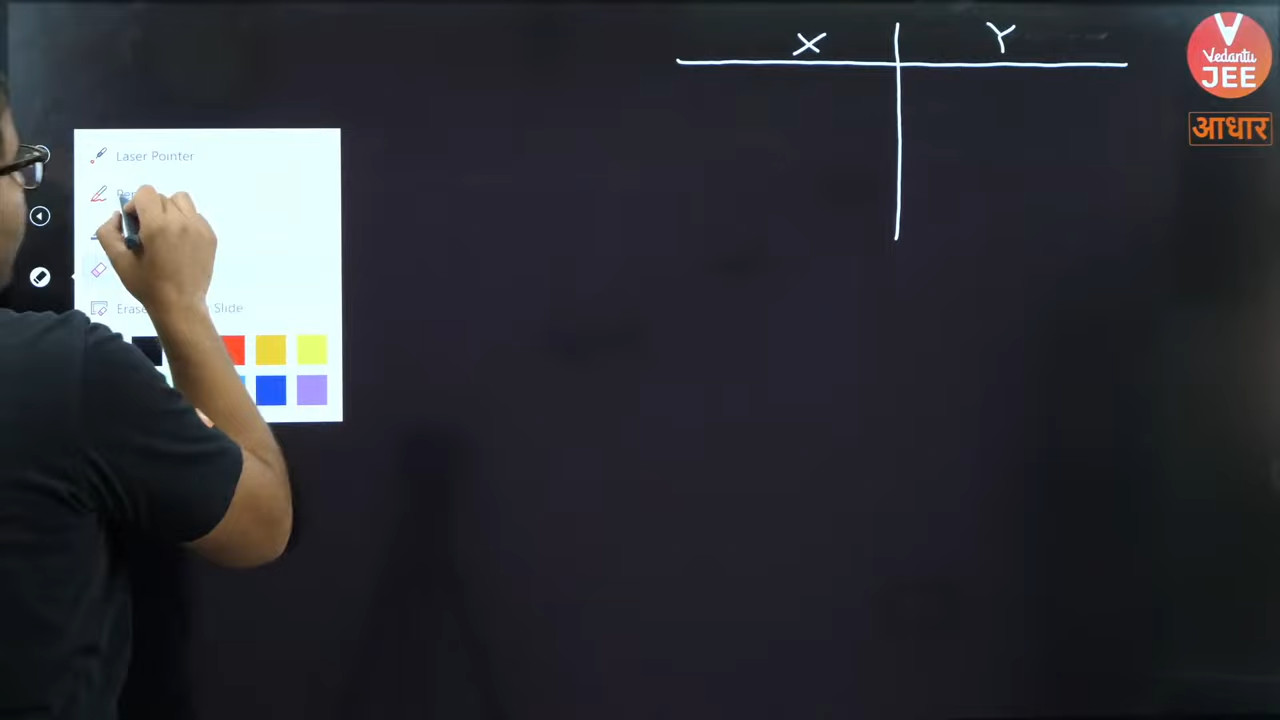 X Y
Vedantu
JEE
आधार
Laser Pointer
Slide